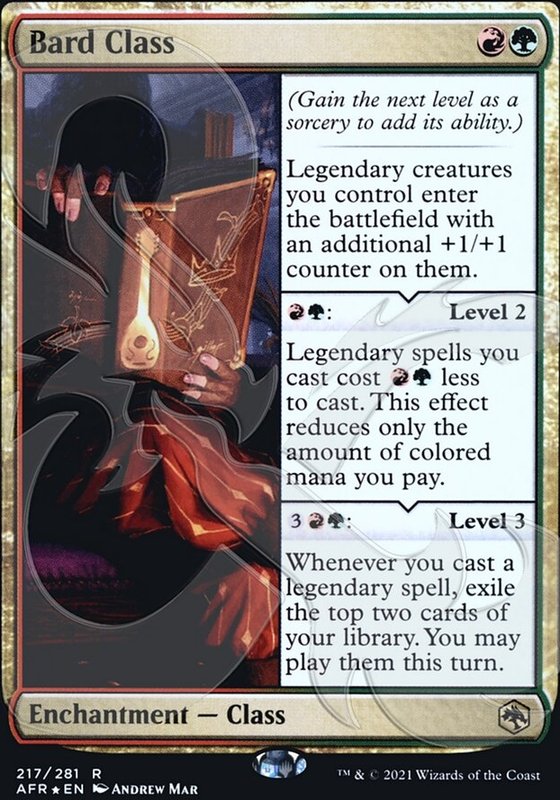 Bard Class
(Gain the next level as a
sorcery to add its ability.)
Legendary creatures
you control enter
the battlefield with
an additional +1/+1
counter on them.
: Level 2
Legendary spells you
cast cost less
to cast. This effect
reduces only the
amount of colored
mana you pay.
3 : Level 3
Whenever you cast a
legendary spell, exile
the top two cards of
your library. You may
play them this turn.
Enchantment — Class
217/281 R
AFR★EN Andrew Mar
™ & © 2021 Wizards of the Coast